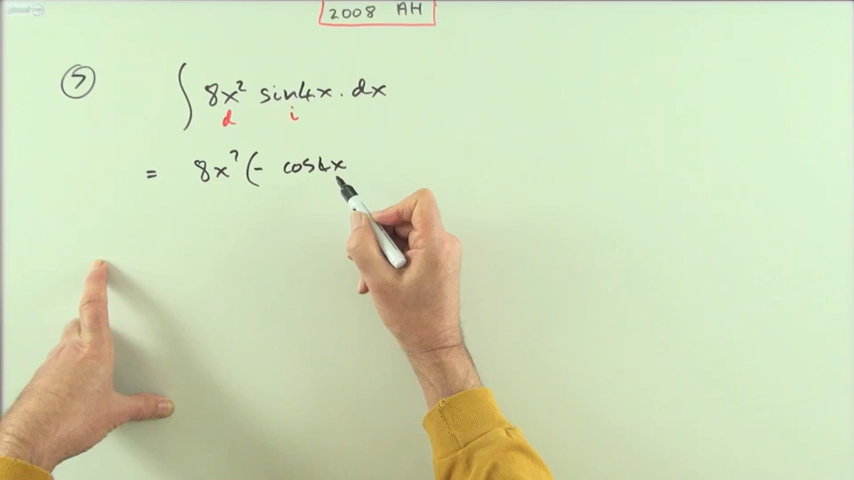 2008 AH
5 ∫ 8x² sin4x . dx
d i
= 8x² (- cos4x